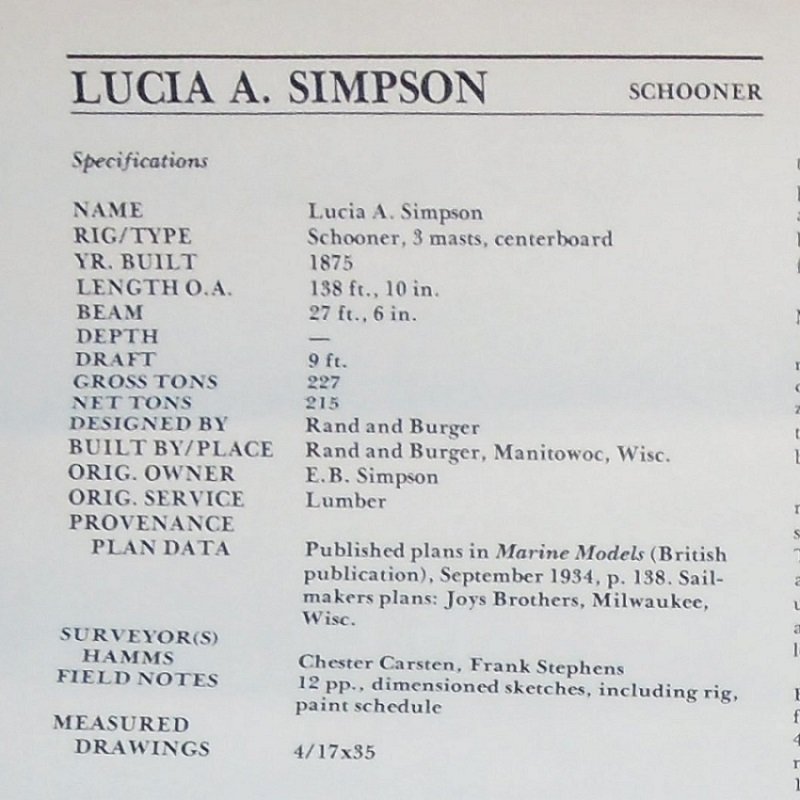 LUCIA A. SIMPSON SCHOONER
Specifications
NAME Lucia A. Simpson
RIG/TYPE Schooner, 3 masts, centerboard
YR. BUILT 1875
LENGTH O.A. 138 ft., 10 in.
BEAM 27 ft., 6 in.
DEPTH —
DRAFT 9 ft.
GROSS TONS 227
NET TONS 215
DESIGNED BY Rand and Burger
BUILT BY/PLACE Rand and Burger, Manitowoc, Wisc.
ORIG. OWNER E.B. Simpson
ORIG. SERVICE Lumber
PROVENANCE
PLAN DATA Published plans in Marine Models (British
publication), September 1934, p. 138. Sail-
makers plans: Joys Brothers, Milwaukee,
Wisc.
SURVEYOR(S)
HAMMS Chester Carsten, Frank Stephens
FIELD NOTES 12 pp., dimensioned sketches, including rig,
paint schedule
MEASURED
DRAWINGS 4/17x35